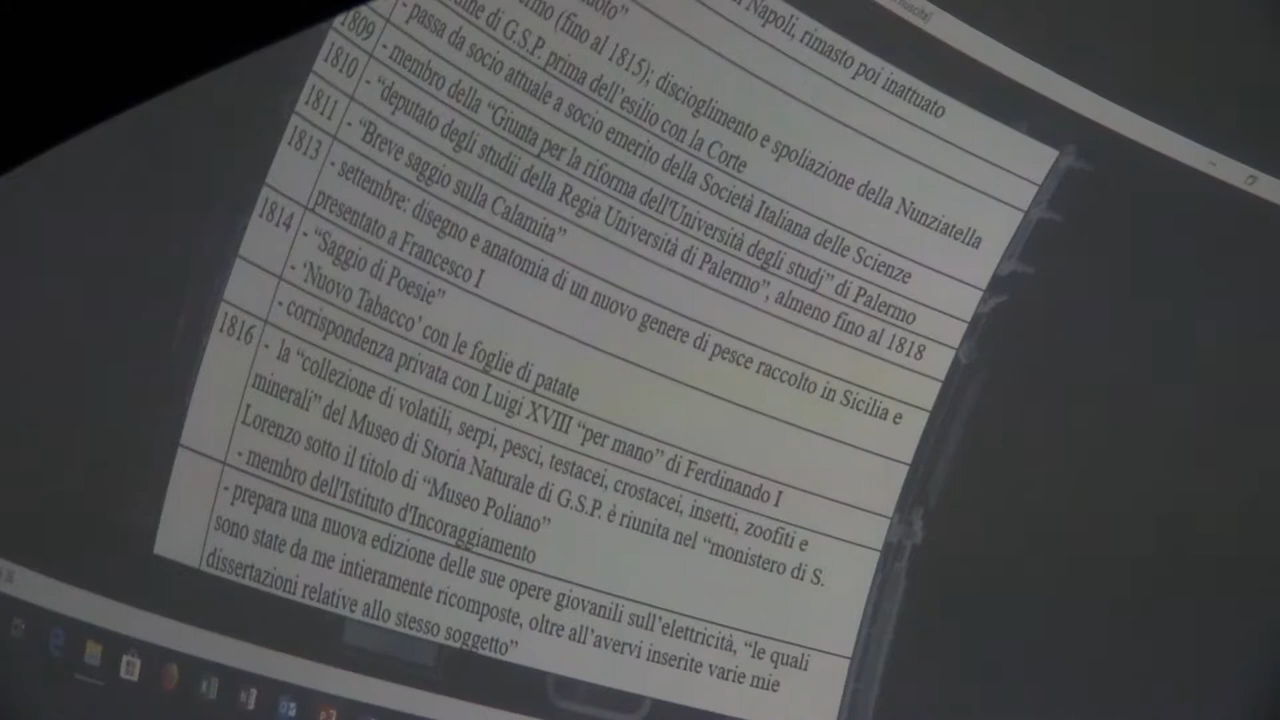 Napoli, rimasto poi inattuato
(fino al 1815); discioglimento e spoliazione della Nunziatella
di G.S.P. prima dell'esilio con la Corte
1809 - passa da socio attuale a socio emerito della Società Italiana delle Scienze
1810 - membro della "Giunta per la riforma dell'Università degli studj" di Palermo
- "deputato degli studii della Regia Università di Palermo", almeno fino al 1818
1811 - "Breve saggio sulla Calamita"
1813 - settembre: disegno e anatomia di un nuovo genere di pesce raccolto in Sicilia e
presentato a Francesco I
1814 - "Saggio di Poesie"
- 'Nuovo Tabacco' con le foglie di patate
- corrispondenza privata con Luigi XVIII "per mano" di Ferdinando I
1816 - la "collezione di volatili, serpi, pesci, testacei, crostacei, insetti, zoofiti e
minerali" del Museo di Storia Naturale di G.S.P. è riunita nel "monistero di S.
Lorenzo sotto il titolo di "Museo Poliano"
- membro dell'Istituto d'Incoraggiamento
- prepara una nuova edizione delle sue opere giovanili sull'elettricità, "le quali
sono state da me intieramente ricomposte, oltre all'avervi inserite varie mie
dissertazioni relative allo stesso soggetto"